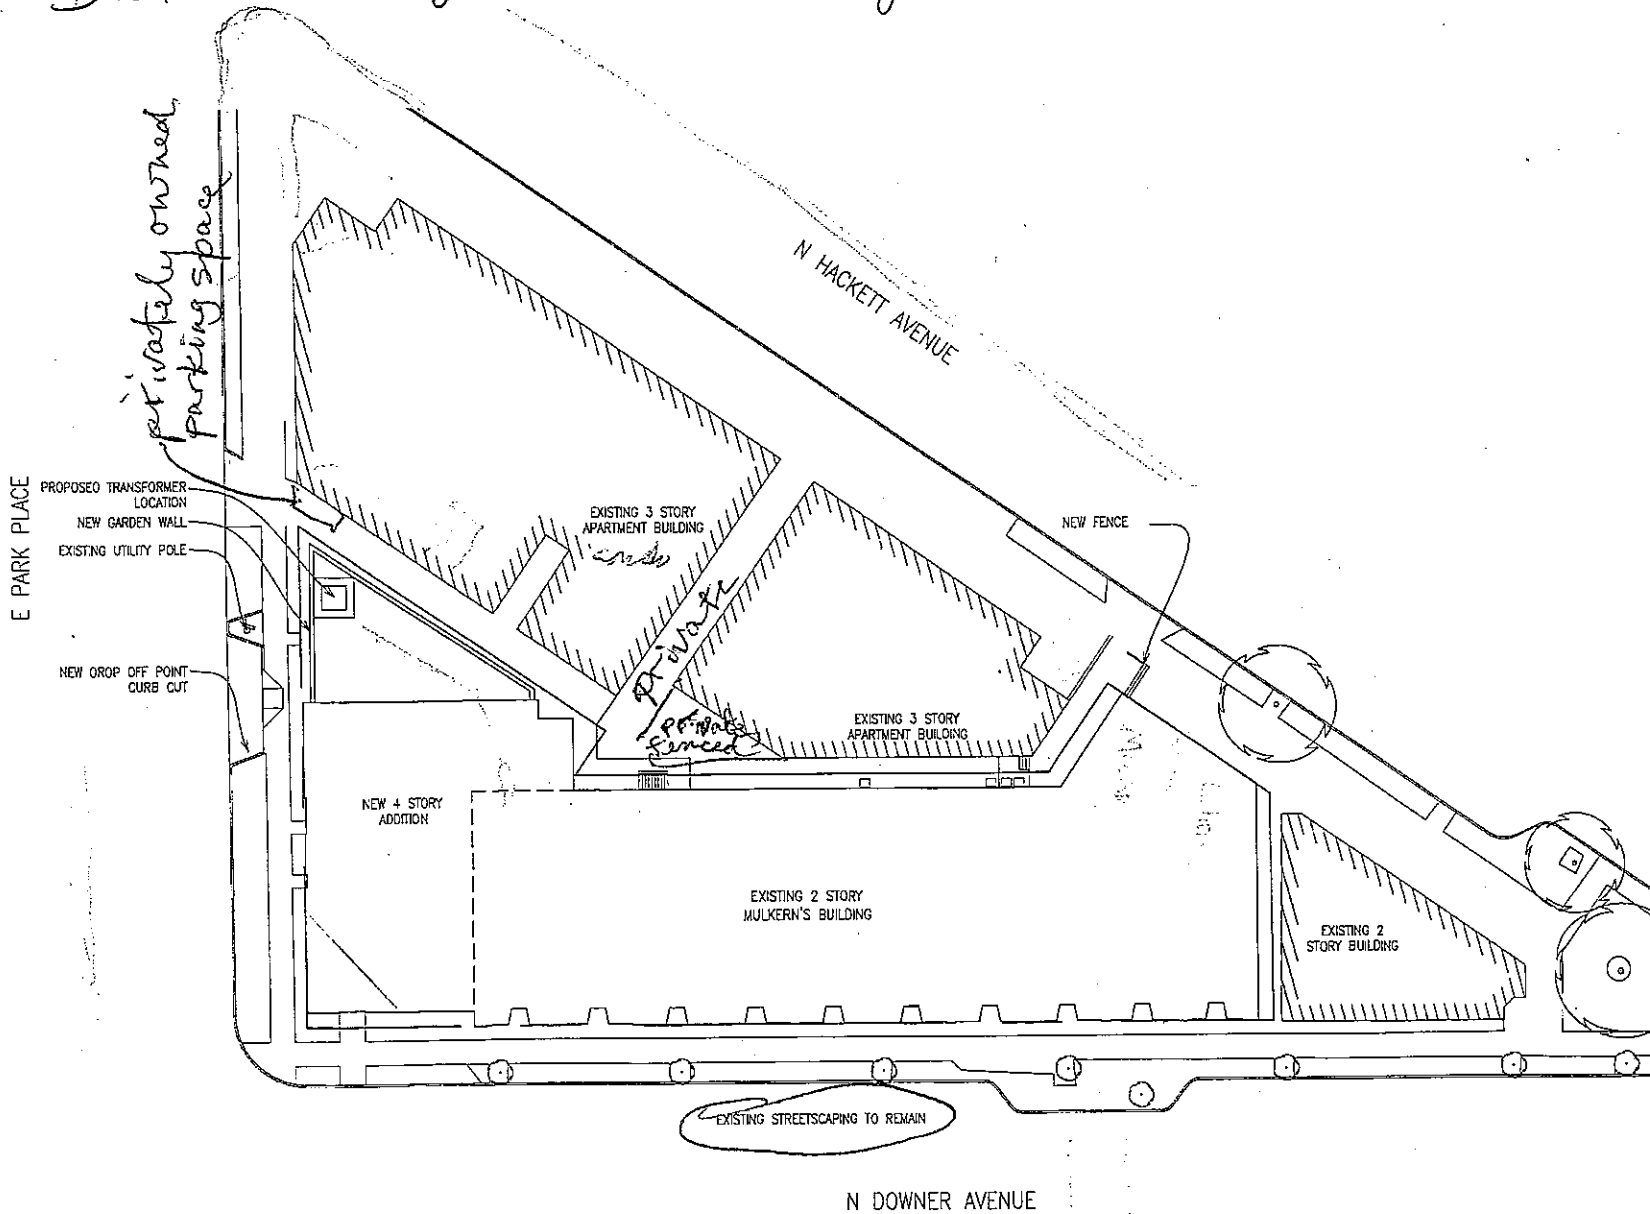 privately owned
parking space
N HACKETT AVENUE
E PARK PLACE
PROPOSED TRANSFORMER
LOCATION
NEW GARDEN WALL
EXISTING UTILITY POLE
NEW DROP OFF POINT
CURB CUT
EXISTING 3 STORY
APARTMENT BUILDING
condo
private
private
fenced
NEW FENCE
EXISTING 3 STORY
APARTMENT BUILDING
NEW 4 STORY
ADDITION
EXISTING 2 STORY
MULKERN'S BUILDING
EXISTING 2
STORY BUILDING
EXISTING STREETSCAPING TO REMAIN
N DOWNER AVENUE